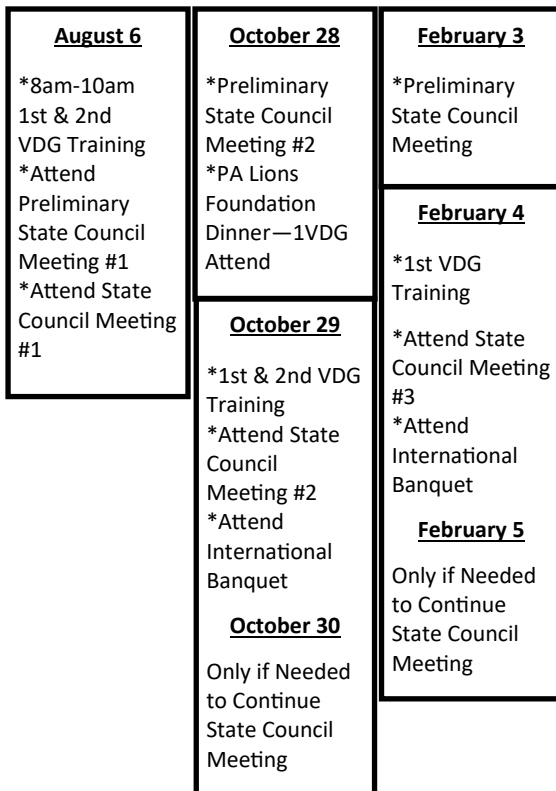 August 6
*8am-10am
1st & 2nd
VDG Training
*Attend
Preliminary
State Council
Meeting #1
*Attend State
Council Meeting
#1
October 28
*Preliminary
State Council
Meeting #2
*PA Lions
Foundation
Dinner—1VDG
Attend
October 29
*1st & 2nd VDG
Training
*Attend State
Council
Meeting #2
*Attend
International
Banquet
October 30
Only if Needed
to Continue
State Council
Meeting
February 3
*Preliminary
State Council
Meeting
February 4
*1st VDG
Training
*Attend State
Council Meeting
#3
*Attend
International
Banquet
February 5
Only if Needed
to Continue
State Council
Meeting